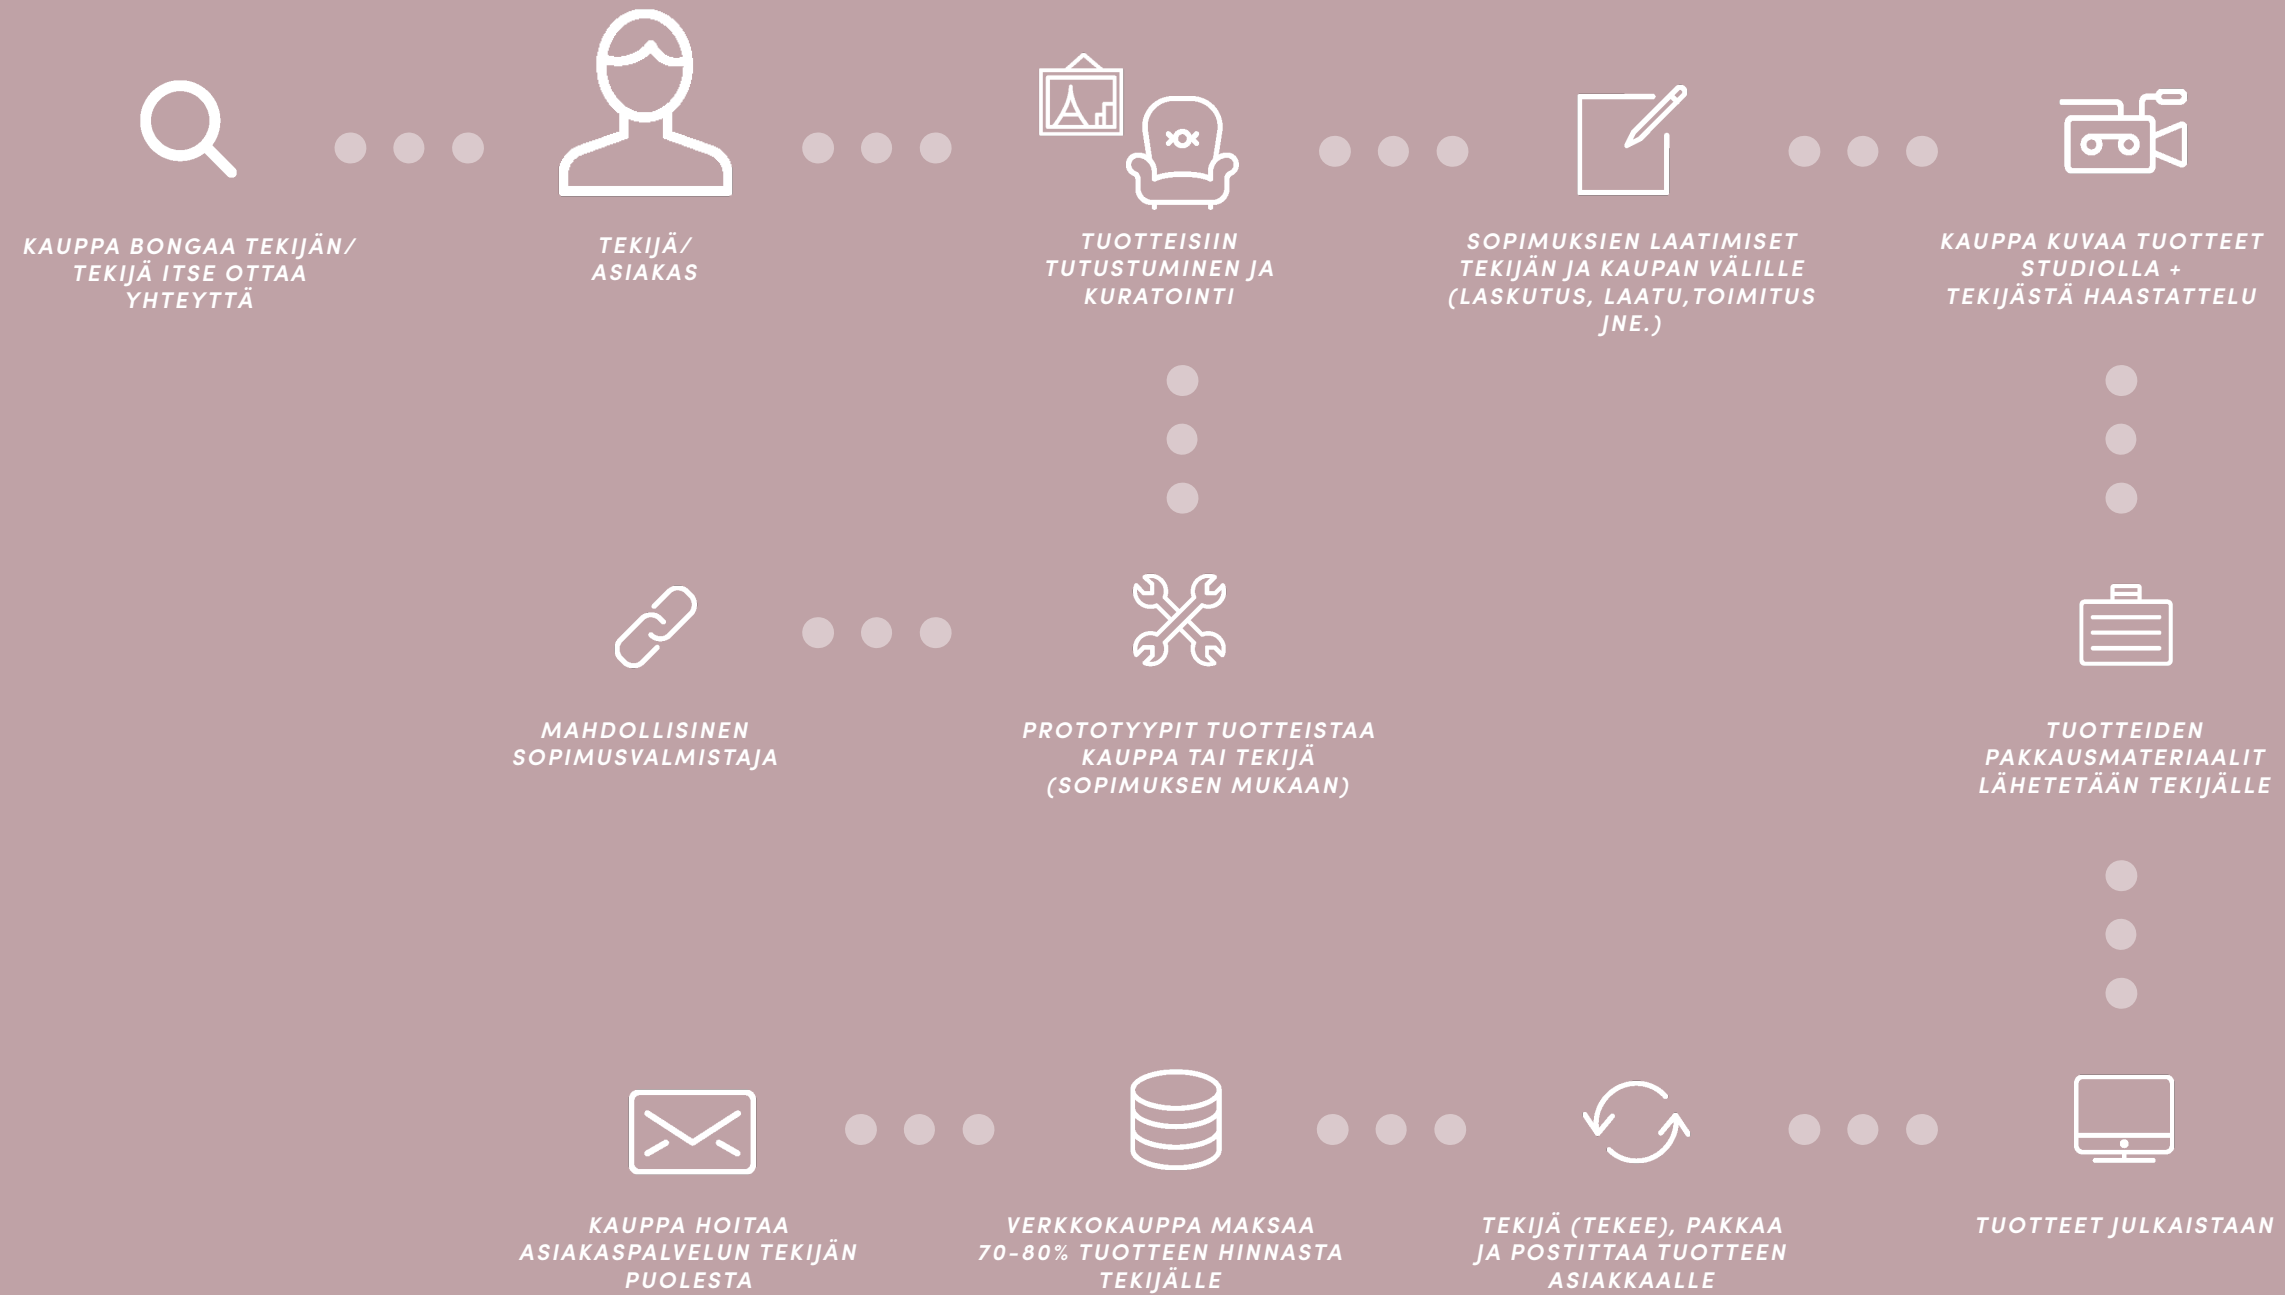 KAUPPA BONGAA TEKIJÄN/
TEKIJÄ ITSE OTTAA
YHTEYTTÄ
TEKIJÄ/
ASIAKAS
TUOTTEISIIN
TUTUSTUMINEN JA
KURATOINTI
SOPIMUKSIEN LAATIMISET
TEKIJÄN JA KAUPAN VÄLILLE
(LASKUTUS, LAATU,TOIMITUS
JNE.)
KAUPPA KUVAA TUOTTEET
STUDIOLLA +
TEKIJÄSTÄ HAASTATTELU
MAHDOLLISINEN
SOPIMUSVALMISTAJA
PROTOTYYPIT TUOTTEISTAA
KAUPPA TAI TEKIJÄ
(SOPIMUKSEN MUKAAN)
TUOTTEIDEN
PAKKAUSMATERIAALIT
LÄHETETÄÄN TEKIJÄLLE
KAUPPA HOITAA
ASIAKASPALVELUN TEKIJÄN
PUOLESTA
VERKKOKAUPPA MAKSAA
70-80% TUOTTEEN HINNASTA
TEKIJÄLLE
TEKIJÄ (TEKEE), PAKKAA
JA POSTITTAA TUOTTEEN
ASIAKKAALLE
TUOTTEET JULKAISTAAN